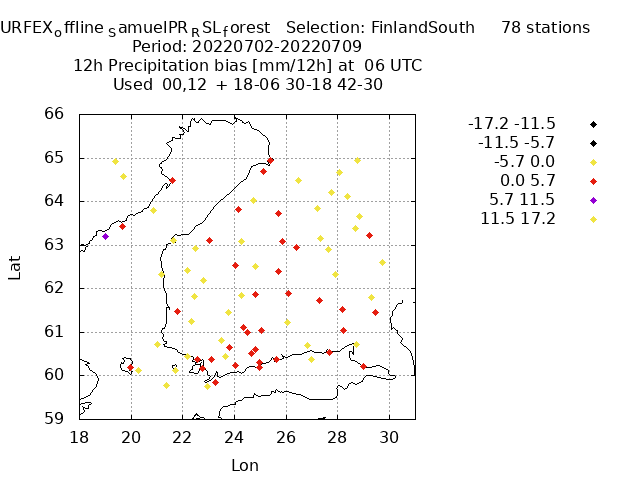 URFEXoffline SamuelPRRSLforest Selection: FinlandSouth 78 stations
Period: 20220702-20220709
12h Precipitation bias [mm/12h] at 06 UTC
Used 00,12 + 18-06 30-18 42-30
-17.2 -11.5
-11.5 -5.7
-5.7 0.0
0.0 5.7
5.7 11.5
11.5 17.2
66
65
64
63
62
61
60
59
Lat
18 20 22 24 26 28 30
Lon